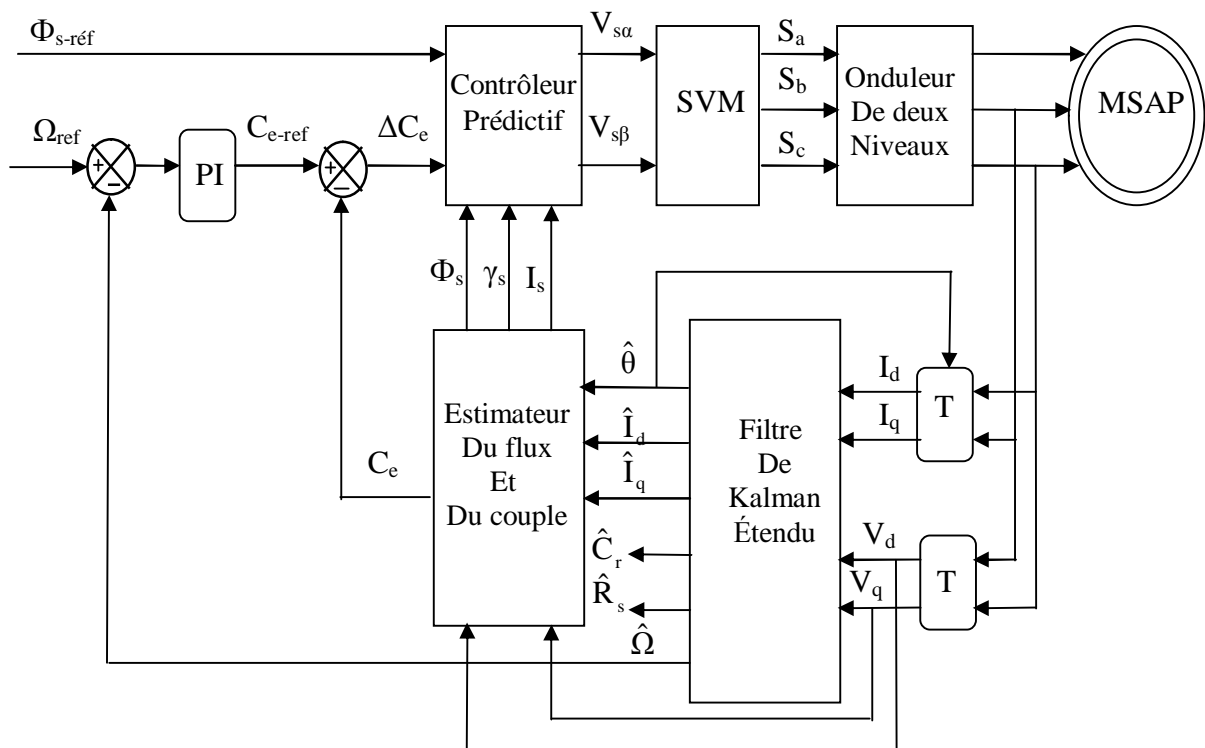 Φs-réf
Vsα
Sa
Contrôleur
Prédictif
SVM
Onduleur
De deux
Niveaux
MSAP
Sb
Ωref
Ce-ref
ΔCe
Vsβ
Sc
+
−
PI
+
−
Φs
γs
Is
θ̂
Id
T
Iq
Estimateur
Du flux
Et
Du couple
Îd
Îq
Filtre
De
Kalman
Étendu
Ce
Ĉr
Vd
T
R̂s
Vq
Ω̂